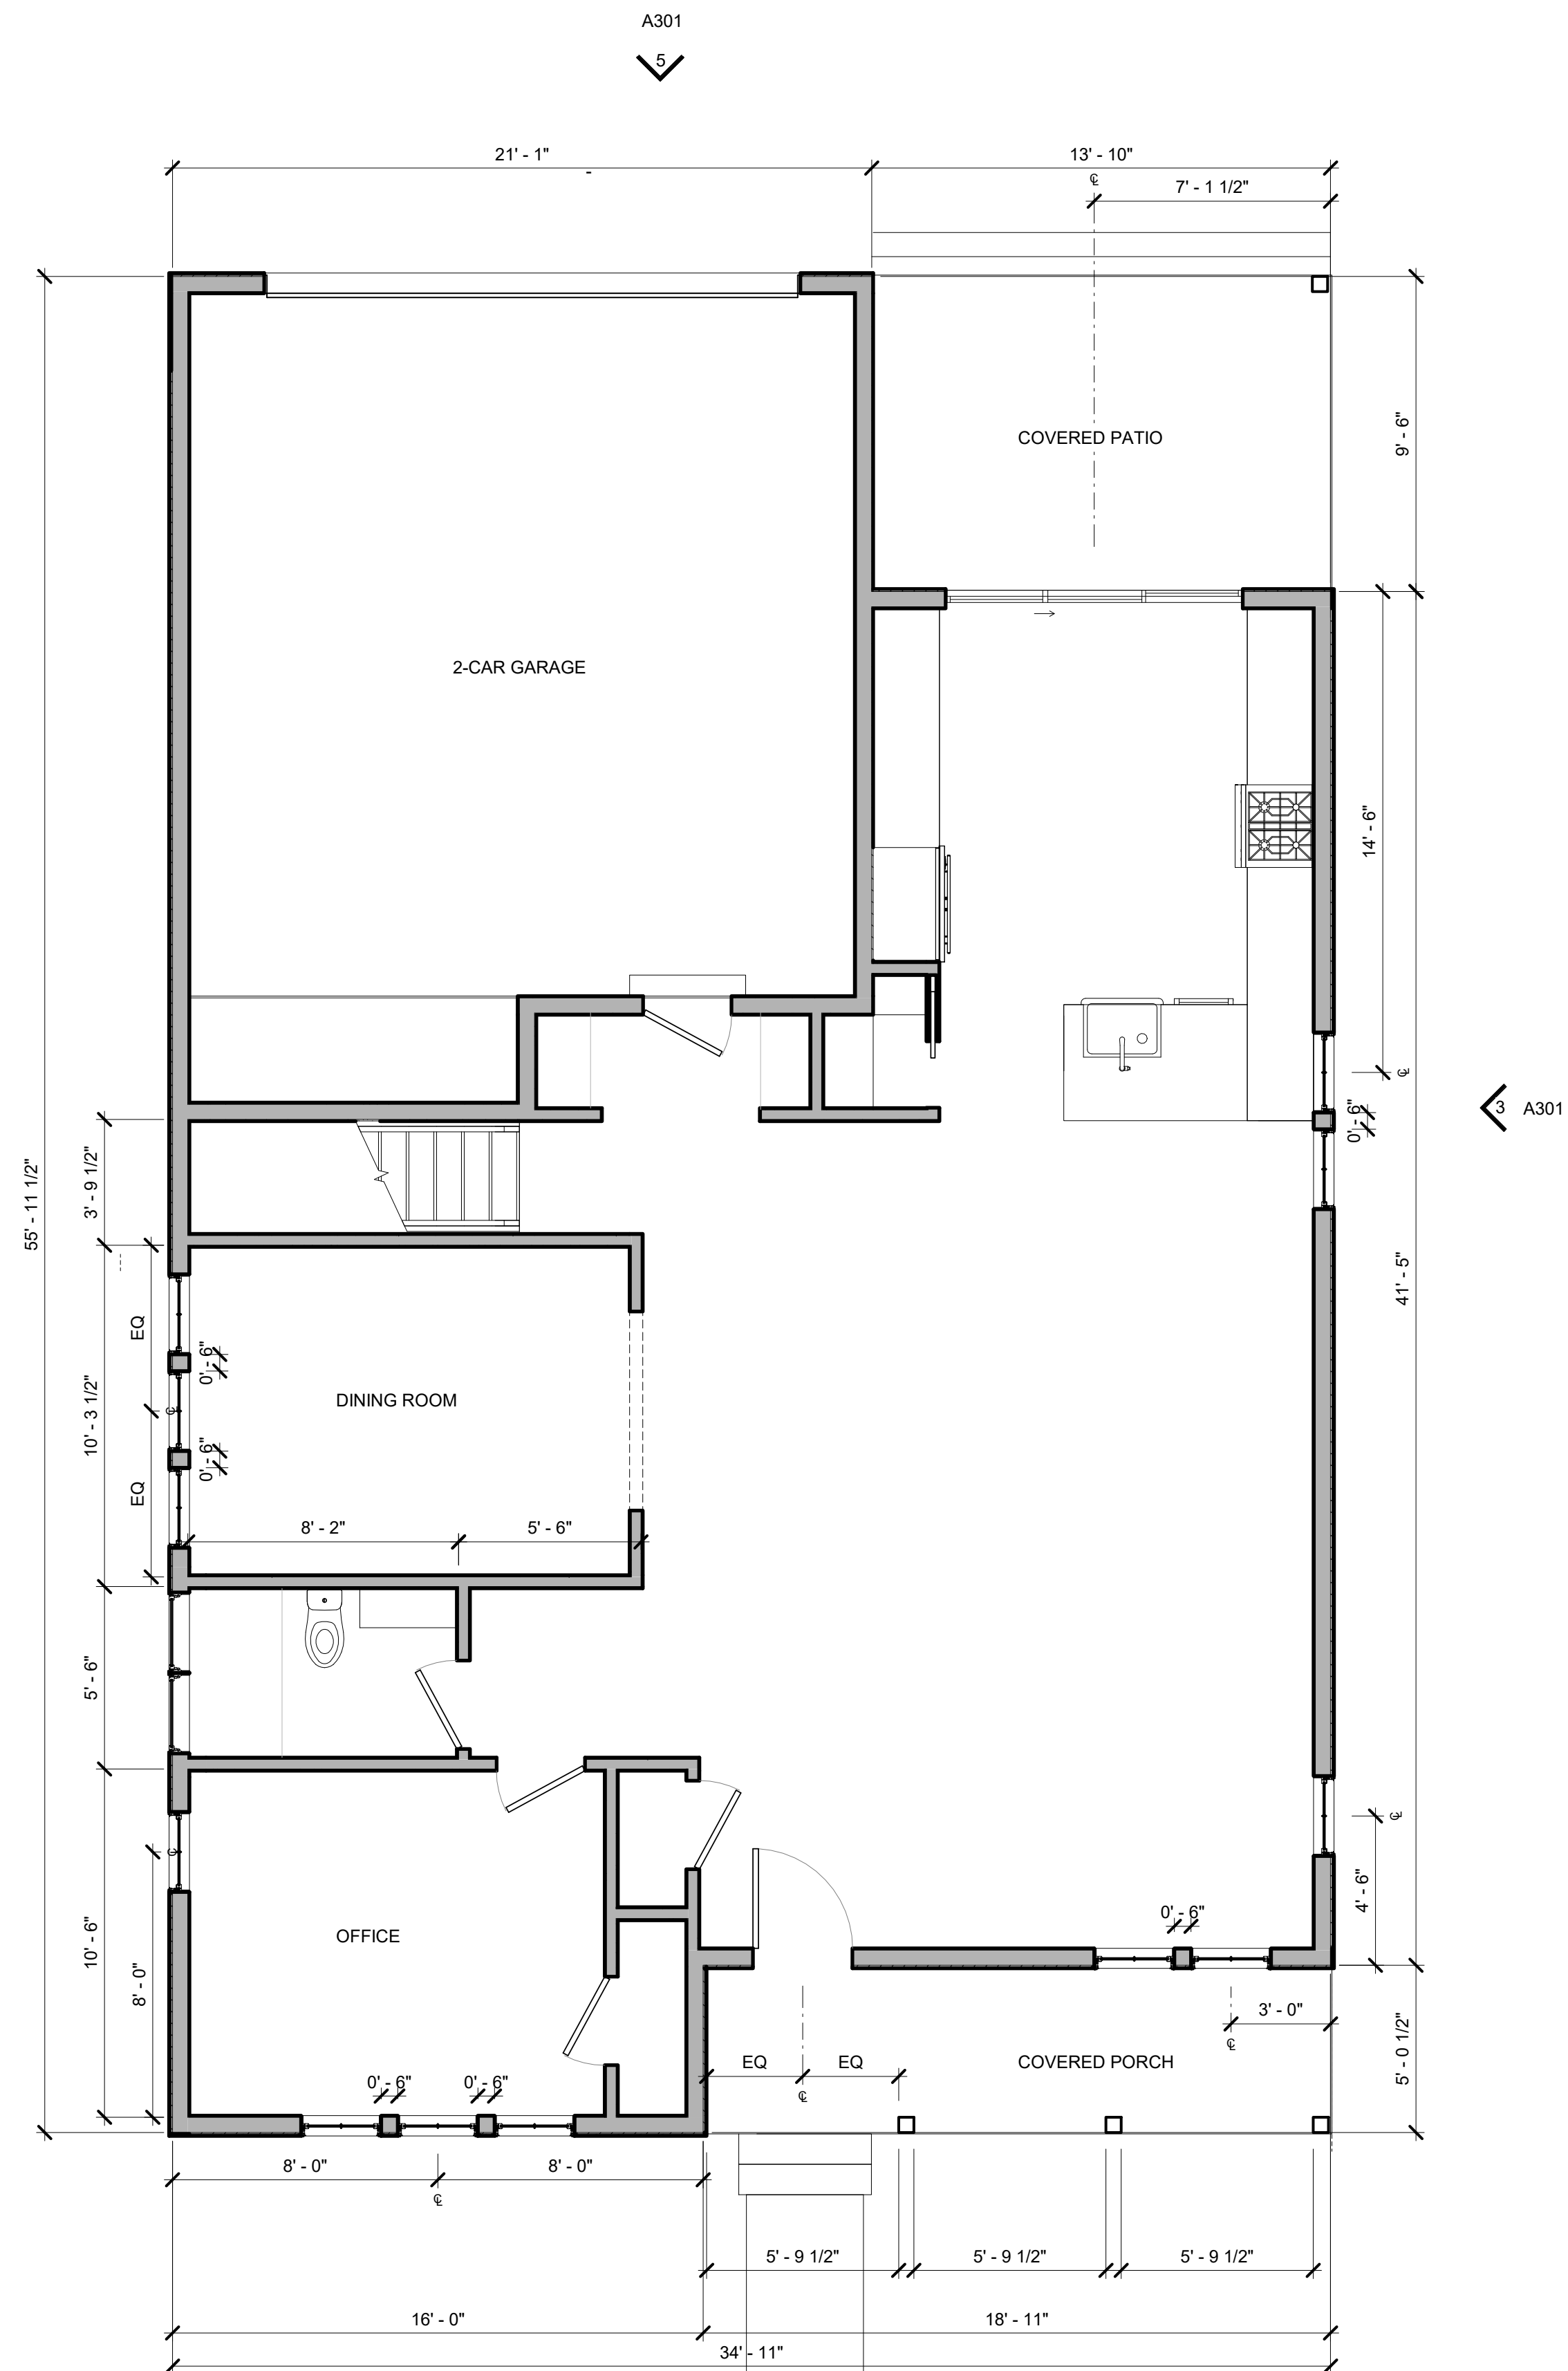 A301
5
21' - 1"
13' - 10"
-
℄
7' - 1 1/2"
9' - 6"
COVERED PATIO
2-CAR GARAGE
14' - 6"
℄
0' - 6"
3 A301
55' - 11 1/2"
3' - 9 1/2"
41' - 5"
EQ
0' - 6"
10' - 3 1/2"
DINING ROOM
℄
0' - 6"
EQ
8' - 2"
5' - 6"
5' - 6"
℄
℄
4' - 6"
0' - 6"
OFFICE
10' - 6"
8' - 0"
3' - 0"
℄
5' - 0 1/2"
EQ
EQ
COVERED PORCH
℄
0' - 6"
0' - 6"
8' - 0"
8' - 0"
℄
5' - 9 1/2"
5' - 9 1/2"
5' - 9 1/2"
16' - 0"
18' - 11"
34' - 11"